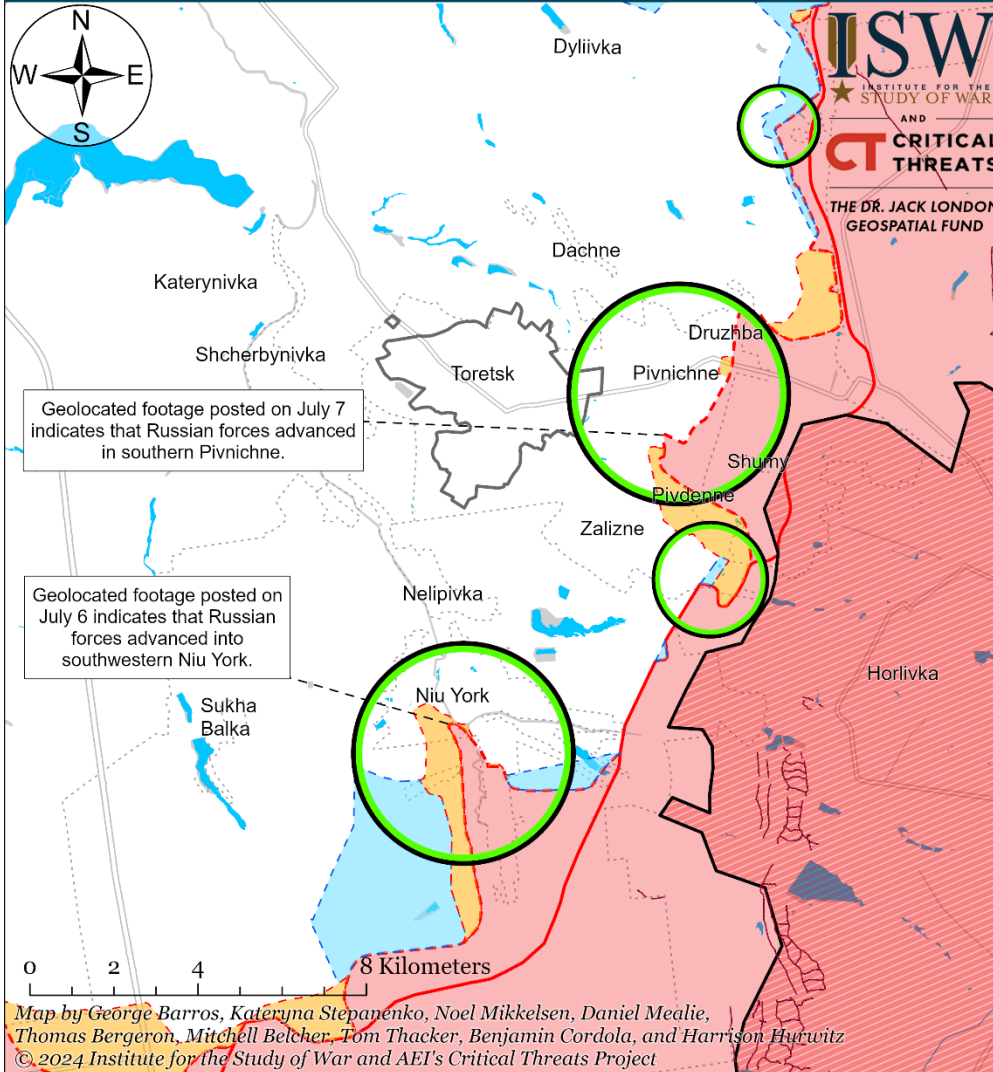 N
W
E
S
ISW
INSTITUTE FOR THE
STUDY OF WAR
AND
CT CRITICAL
THREATS
THE DR. JACK LONDON
GEOSPATIAL FUND
Dyliivka
Dachne
Katerynivka
Druzhba
Shcherbynivka
Toretsk
Pivnichne
Geolocated footage posted on July 7
indicates that Russian forces advanced
in southern Pivnichne.
Shumy
Pivdenne
Zalizne
Nelipivka
Geolocated footage posted on
July 6 indicates that Russian
forces advanced into
southwestern Niu York.
Horlivka
Niu York
Sukha
Balka
0 2 4 8 Kilometers
Map by George Barros, Kateryna Stepanenko, Noel Mikkelsen, Daniel Mealie,
Thomas Bergeron, Mitchell Belcher, Tom Thacker, Benjamin Cordola, and Harrison Hurwitz
© 2024 Institute for the Study of War and AEI's Critical Threats Project